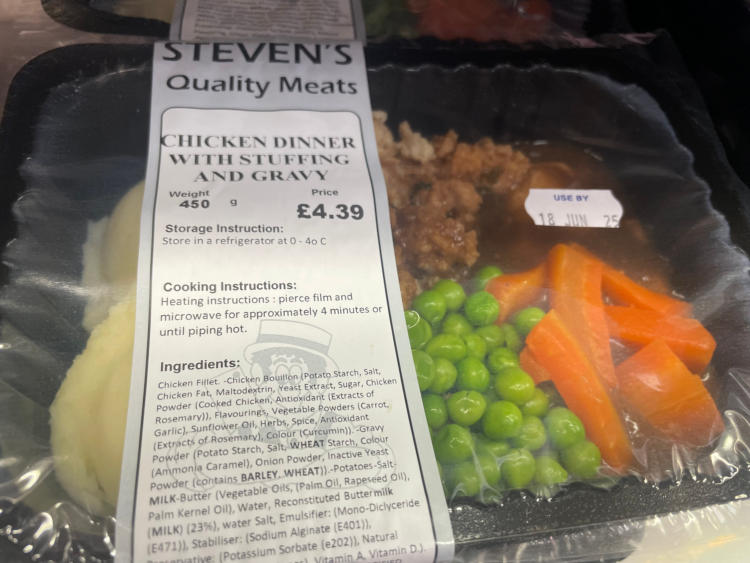 STEVEN'S
Quality Meats
CHICKEN DINNER
WITH STUFFING
AND GRAVY
Weight Price
450 g £4.39
Storage Instruction:
Store in a refrigerator at 0 - 4o C
Cooking Instructions:
Heating instructions : pierce film and
microwave for approximately 4 minutes or
until piping hot.
Ingredients:
Chicken Fillet. -Chicken Bouillon (Potato Starch, Salt,
Chicken Fat, Maltodextrin, Yeast Extract, Sugar, Chicken
Powder (Cooked Chicken, Antioxidant (Extracts of
Rosemary)), Flavourings, Vegetable Powders (Carrot,
Garlic), Sunflower Oil, Herbs, Spice, Antioxidant
(Extracts of Rosemary), Colour (Curcumin)). -Gravy
Powder (Potato Starch, Salt, WHEAT Starch, Colour
(Ammonia Caramel), Onion Powder, Inactive Yeast
Powder (contains BARLEY, WHEAT)).-Potatoes-Salt-
MILK-Butter (Vegetable Oils, (Palm Oil, Rapeseed Oil),
Palm Kernel Oil), Water, Reconstituted Buttermilk
(MILK) (23%), water Salt, Emulsifier: (Mono-Diclyceride
(E471)), Stabiliser: (Sodium Alginate (E401)),
Preservative: (Potassium Sorbate (e202)), Natural
Vitamin A, Vitamin D,).
USE BY
18 JUN 25